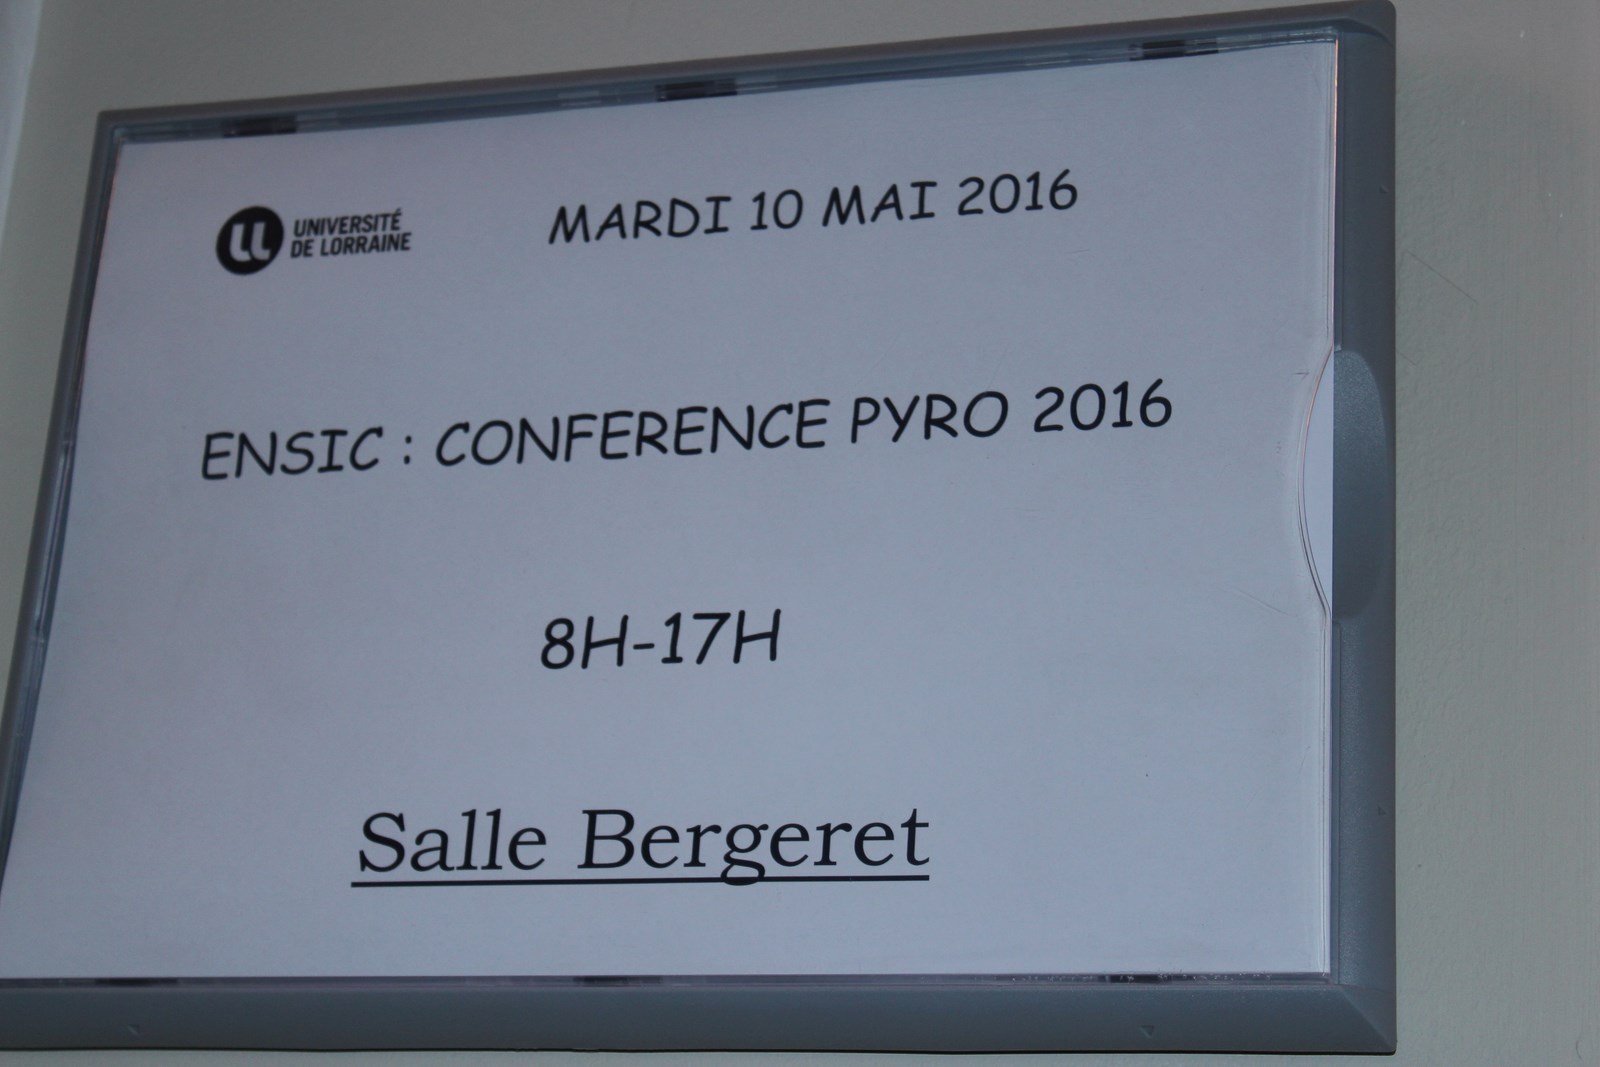 UNIVERSITÉ
DE LORRAINE
MARDI 10 MAI 2016
ENSIC : CONFERENCE PYRO 2016
8H-17H
Salle Bergeret